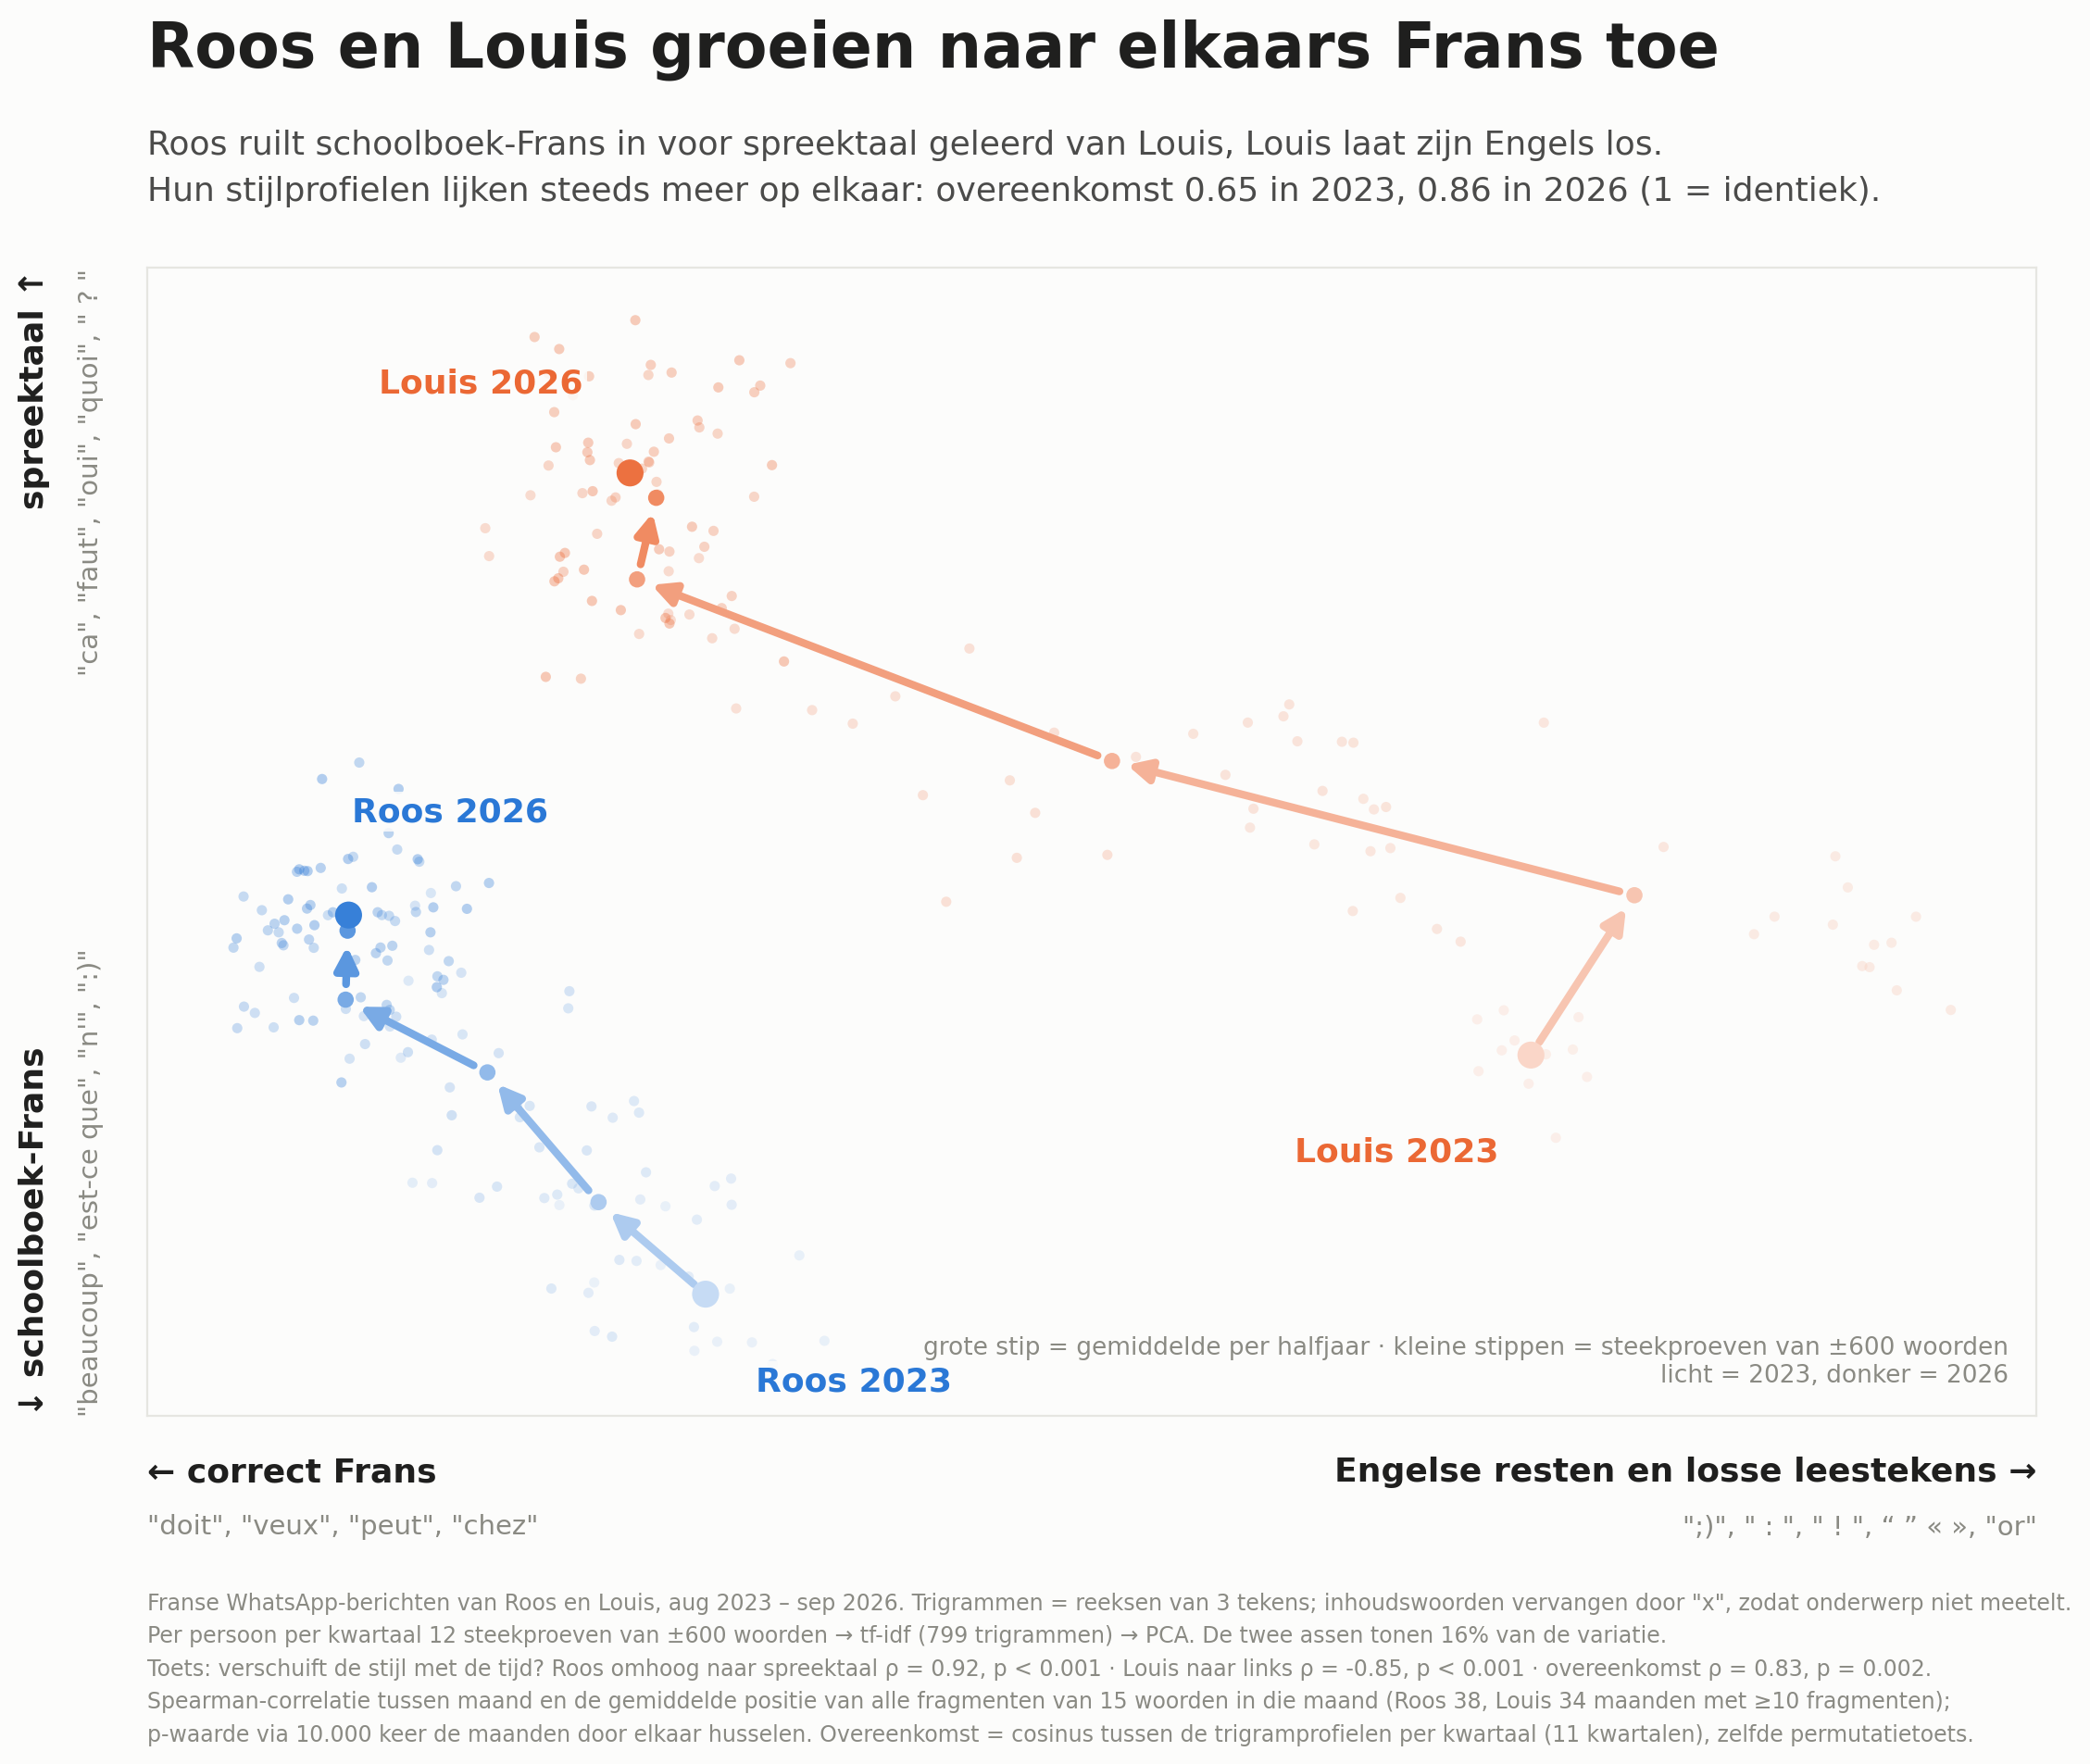 Roos en Louis groeien naar elkaars Frans toe
Roos ruilt schoolboek-Frans in voor spreektaal geleerd van Louis, Louis laat zijn Engels los.
Hun stijlprofielen lijken steeds meer op elkaar: overeenkomst 0.65 in 2023, 0.86 in 2026 (1 = identiek).
spreektaal ↑
"ca", "faut", "oui", "quoi", " ? "
← schoolboek-Frans
"beaucoup", "est-ce que", "n'", ":)"
Louis 2026
Roos 2026
Louis 2023
Roos 2023
grote stip = gemiddelde per halfjaar · kleine stippen = steekproeven van ±600 woorden
licht = 2023, donker = 2026
← correct Frans
Engelse resten en losse leestekens →
"doit", "veux", "peut", "chez"
";)", " : ", " ! ", “ ” « », "or"
Franse WhatsApp-berichten van Roos en Louis, aug 2023 – sep 2026. Trigrammen = reeksen van 3 tekens; inhoudswoorden vervangen door "x", zodat onderwerp niet meetelt.
Per persoon per kwartaal 12 steekproeven van ±600 woorden → tf-idf (799 trigrammen) → PCA. De twee assen tonen 16% van de variatie.
Toets: verschuift de stijl met de tijd? Roos omhoog naar spreektaal ρ = 0.92, p < 0.001 · Louis naar links ρ = -0.85, p < 0.001 · overeenkomst ρ = 0.83, p = 0.002.
Spearman-correlatie tussen maand en de gemiddelde positie van alle fragmenten van 15 woorden in die maand (Roos 38, Louis 34 maanden met ≥10 fragmenten);
p-waarde via 10.000 keer de maanden door elkaar husselen. Overeenkomst = cosinus tussen de trigramprofielen per kwartaal (11 kwartalen), zelfde permutatietoets.